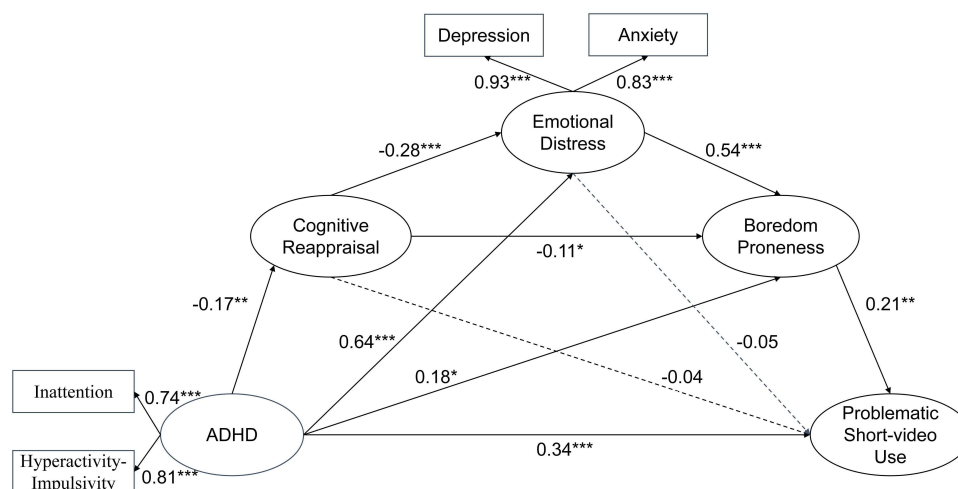 Depression
Anxiety
0.93***
0.83***
Emotional
Distress
-0.28***
0.54***
Cognitive
Reappraisal
Boredom
Proneness
-0.11*
-0.17**
0.21**
0.64***
-0.05
0.18*
-0.04
Inattention
0.74***
ADHD
0.34***
Problematic
Short-video
Use
Hyperactivity-
Impulsivity
0.81***